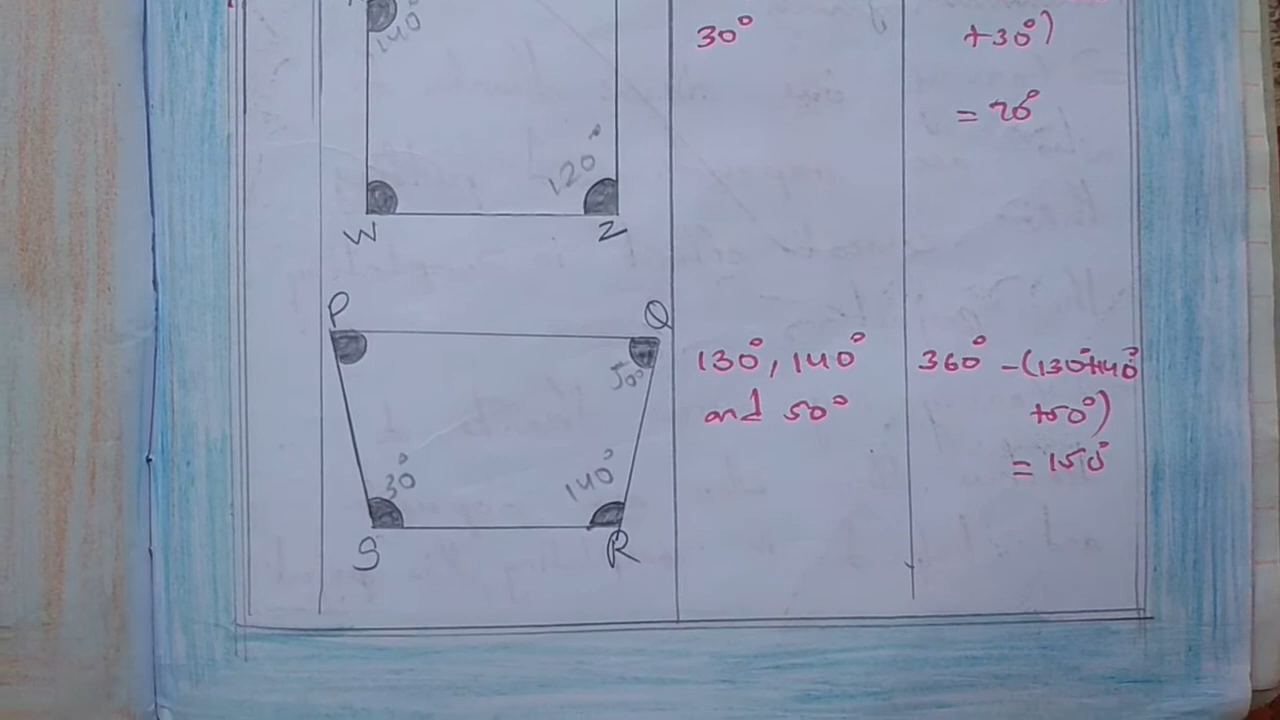 140°
30°
+30°)
= 70°
120°
W
Z
P
Q
50°
130°, 140°
and 50°
360° - (130°+140°
+50°)
= 150°
30°
140°
S
R